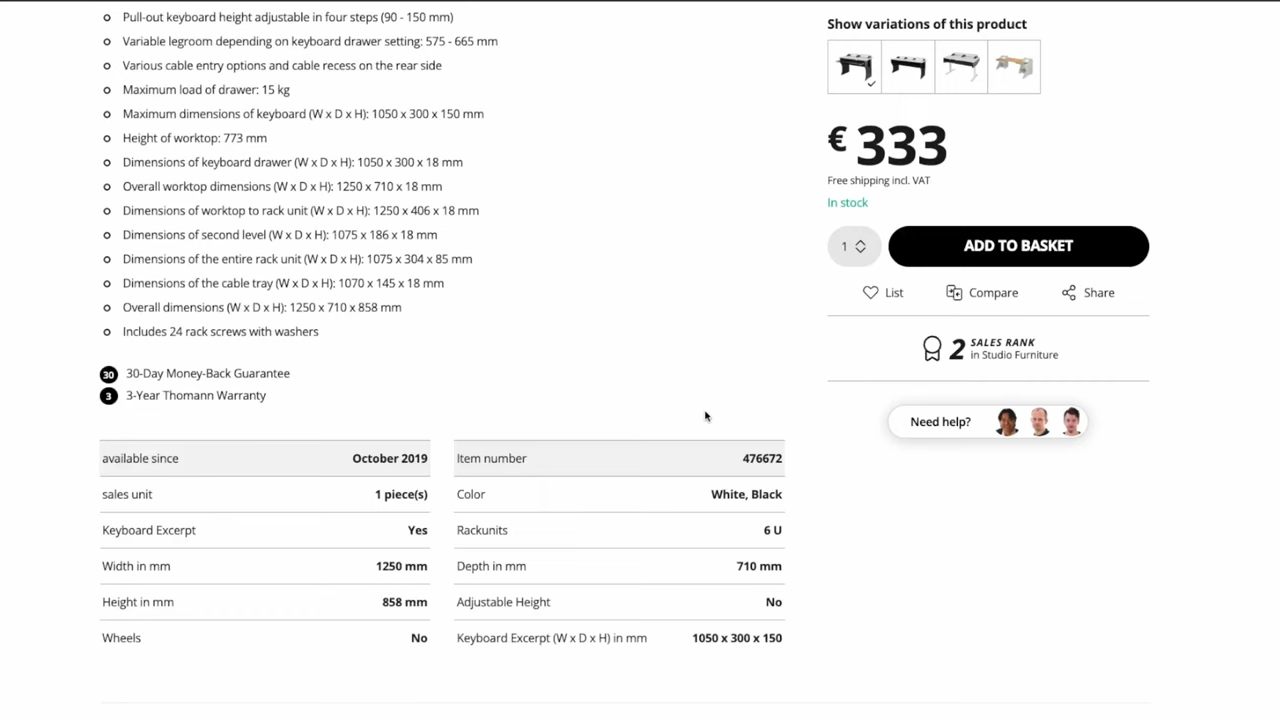 Pull-out keyboard height adjustable in four steps (90 - 150 mm)
Variable legroom depending on keyboard drawer setting: 575 - 665 mm
Various cable entry options and cable recess on the rear side
Maximum load of drawer: 15 kg
Maximum dimensions of keyboard (W x D x H): 1050 x 300 x 150 mm
Height of worktop: 773 mm
Dimensions of keyboard drawer (W x D x H): 1050 x 300 x 18 mm
Overall worktop dimensions (W x D x H): 1250 x 710 x 18 mm
Dimensions of worktop to rack unit (W x D x H): 1250 x 406 x 18 mm
Dimensions of second level (W x D x H): 1075 x 186 x 18 mm
Dimensions of the entire rack unit (W x D x H): 1075 x 304 x 85 mm
Dimensions of the cable tray (W x D x H): 1070 x 145 x 18 mm
Overall dimensions (W x D x H): 1250 x 710 x 858 mm
Includes 24 rack screws with washers
30 30-Day Money-Back Guarantee
3 3-Year Thomann Warranty
available since October 2019
sales unit 1 piece(s)
Keyboard Excerpt Yes
Width in mm 1250 mm
Height in mm 858 mm
Wheels No
Item number 476672
Color White, Black
Rackunits 6 U
Depth in mm 710 mm
Adjustable Height No
Keyboard Excerpt (W x D x H) in mm 1050 x 300 x 150
Show variations of this product
€ 333
Free shipping incl. VAT
In stock
1 ADD TO BASKET
List Compare Share
2 SALES RANK
in Studio Furniture
Need help?